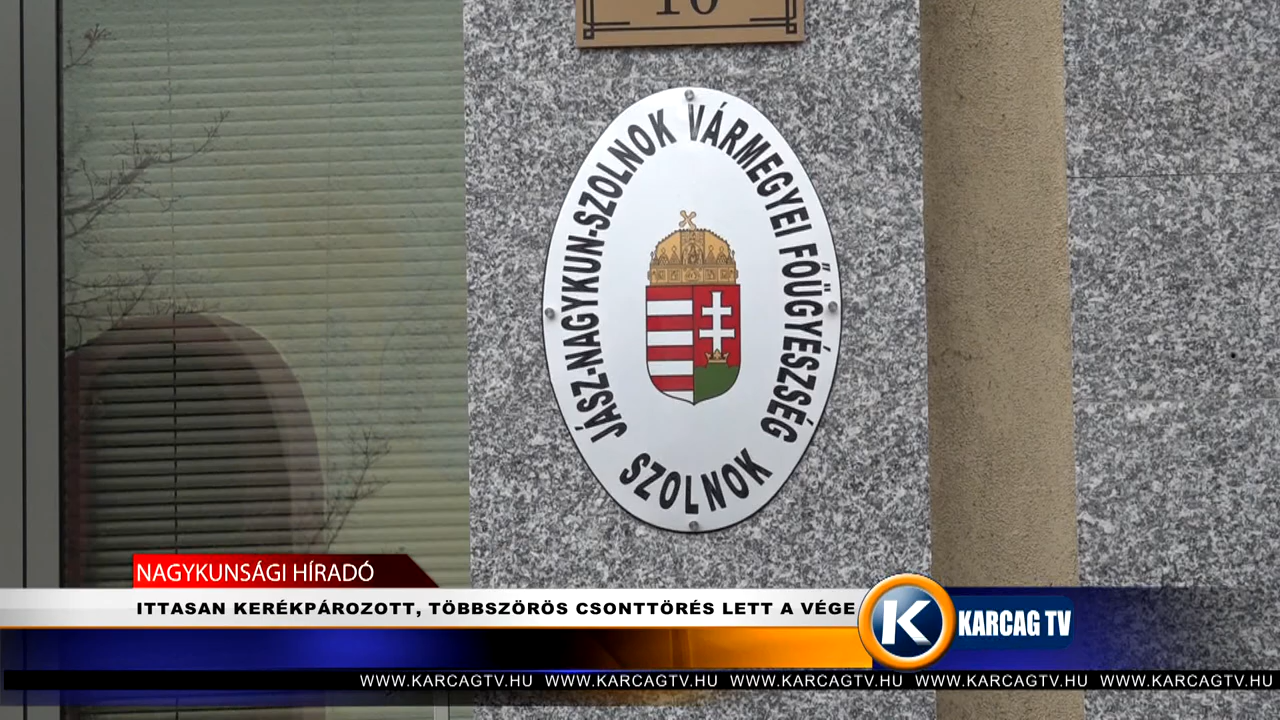 10
JÁSZ-NAGYKUN-SZOLNOK VÁRMEGYEI FŐÜGYÉSZSÉG
SZOLNOK
NAGYKUNSÁGI HÍRADÓ
ITTASAN KERÉKPÁROZOTT, TÖBBSZÖRÖS CSONTTÖRÉS LETT A VÉGE
K KARCAG TV
WWW.KARCAGTV.HU WWW.KARCAGTV.HU WWW.KARCAGTV.HU WWW.KARCAGTV.HU WWW.KARCAGTV.HU